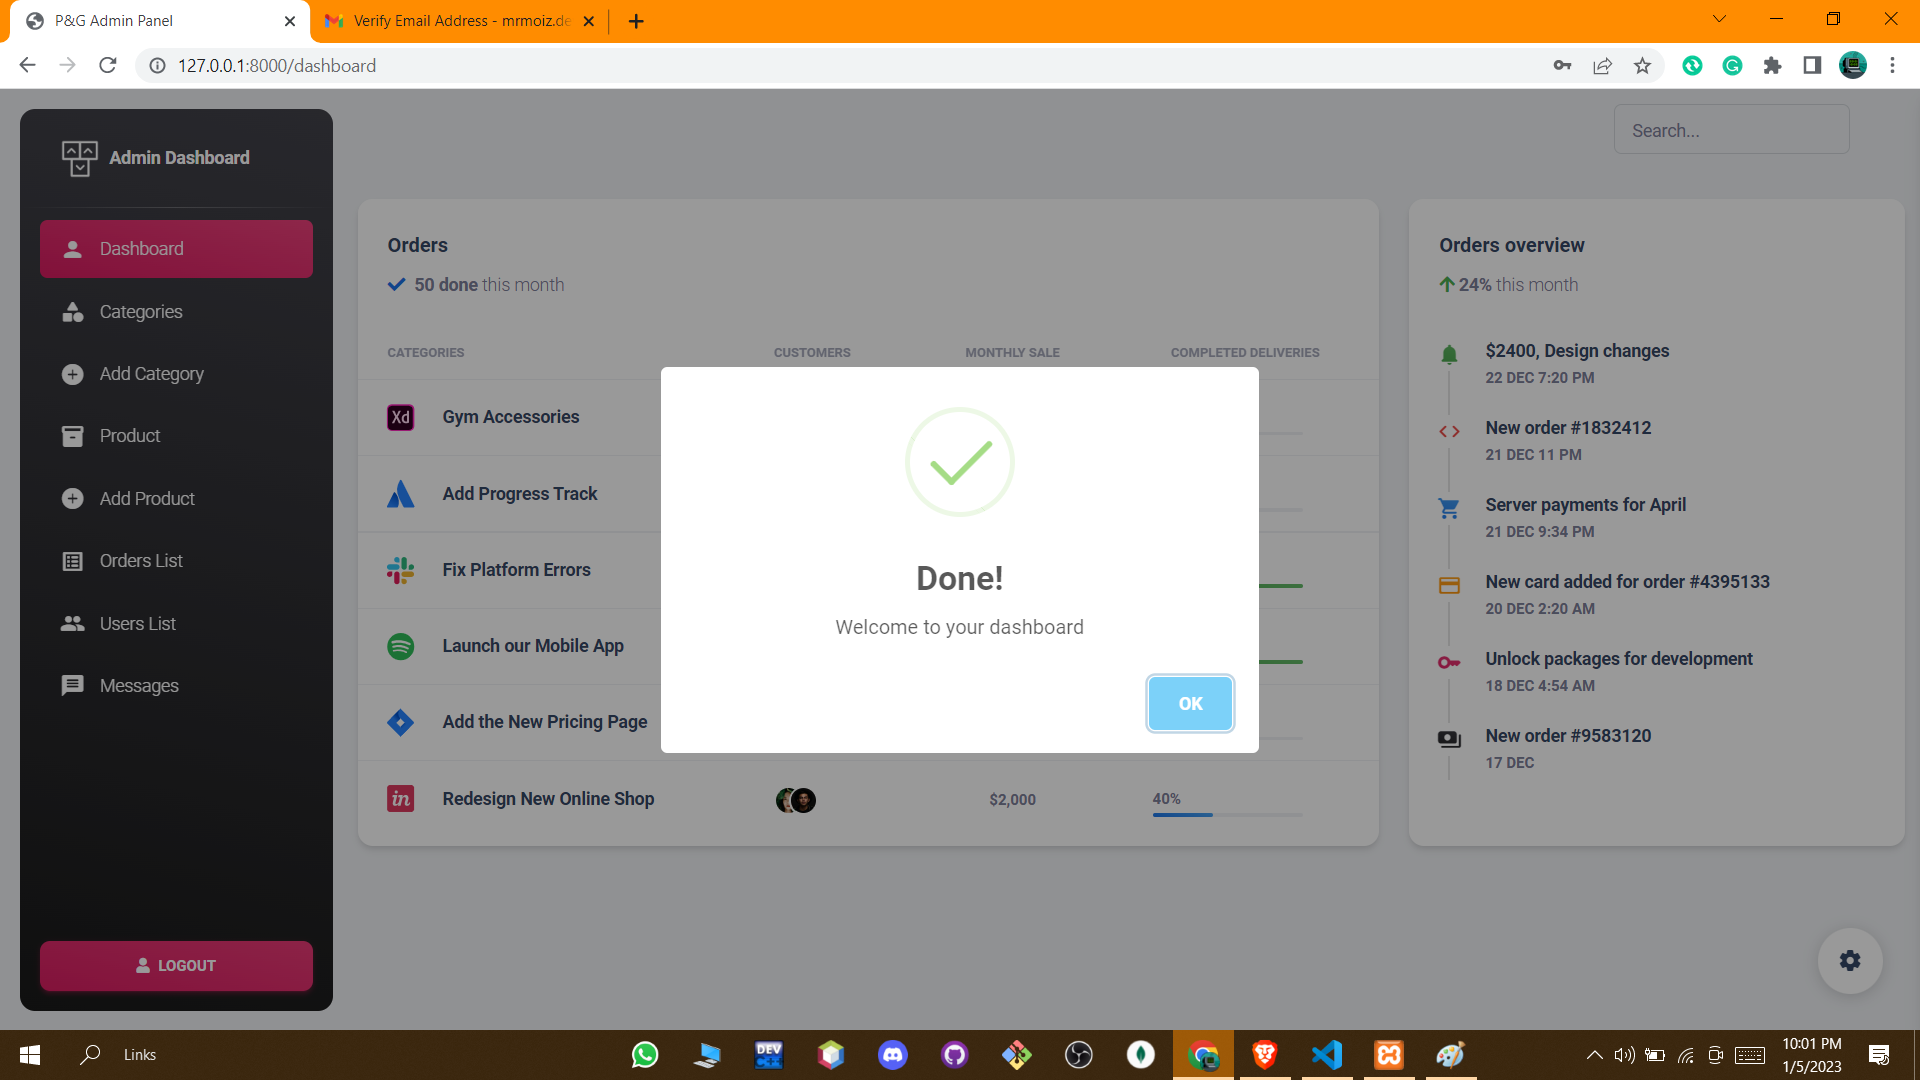 P&G Admin Panel
Verify Email Address - mrmoiz.de
127.0.0.1:8000/dashboard
Admin Dashboard
Dashboard
Categories
Add Category
Product
Add Product
Orders List
Users List
Messages
LOGOUT
Search...
Orders
50 done this month
CATEGORIES CUSTOMERS MONTHLY SALE COMPLETED DELIVERIES
Xd Gym Accessories
Add Progress Track
Fix Platform Errors
Launch our Mobile App
Add the New Pricing Page
in Redesign New Online Shop $2,000 40%
Done!
Welcome to your dashboard
OK
Orders overview
24% this month
$2400, Design changes
22 DEC 7:20 PM
New order #1832412
21 DEC 11 PM
Server payments for April
21 DEC 9:34 PM
New card added for order #4395133
20 DEC 2:20 AM
Unlock packages for development
18 DEC 4:54 AM
New order #9583120
17 DEC
Links
DEV
C++
10:01 PM
1/5/2023